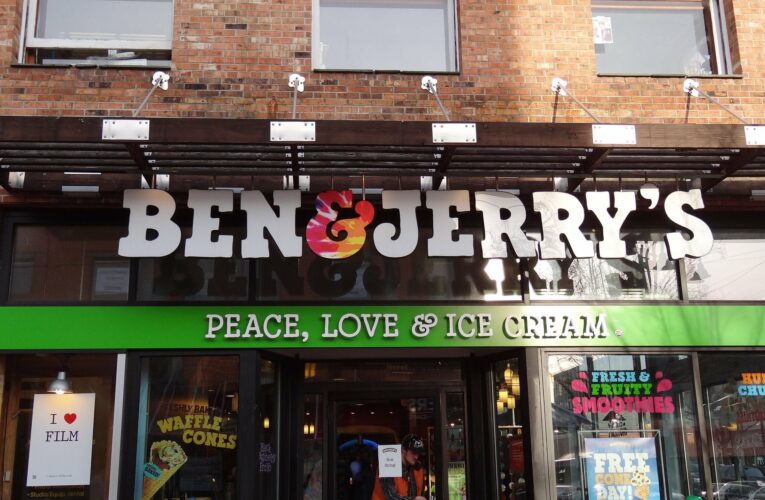 BEN&JERRY'S
PEACE, LOVE & ICE CREAM.
I ♥
FILM
WAFFLE
CONES
FRESH &
FRUITY
SMOOTHIES
FREE
CONE
DAY!